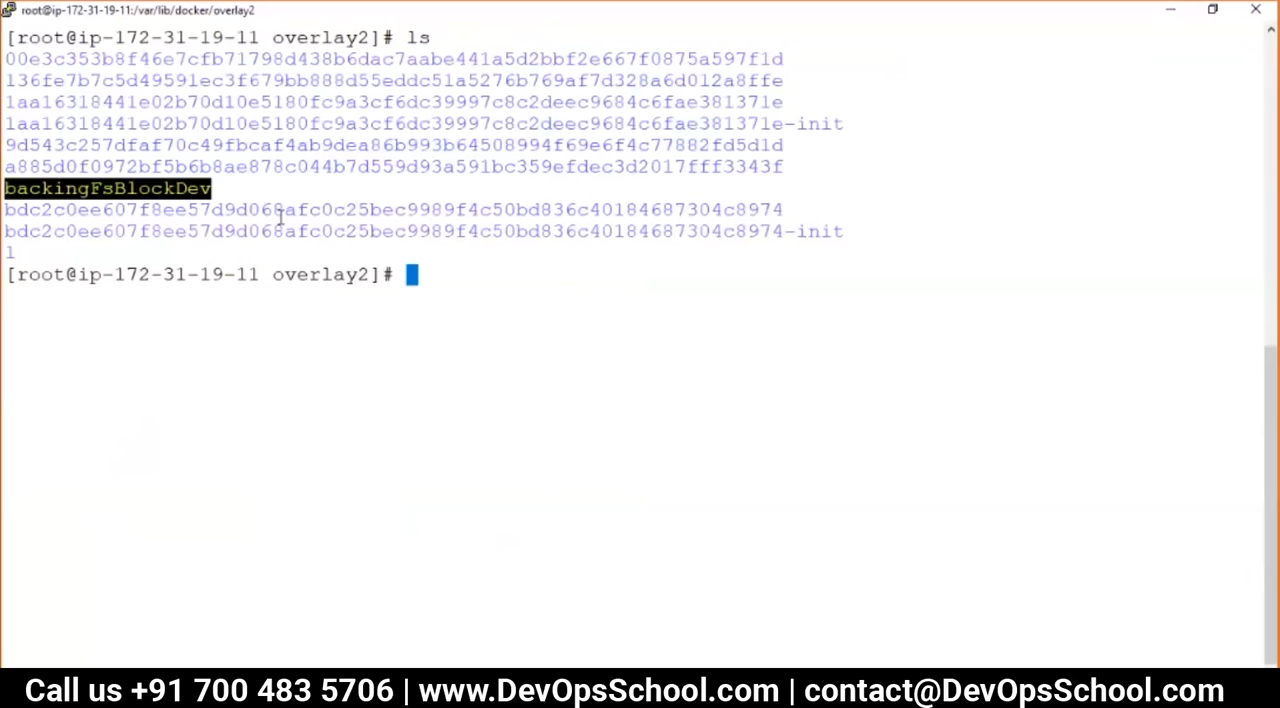 root@ip-172-31-19-11:/var/lib/docker/overlay2
[root@ip-172-31-19-11 overlay2]# ls
00e3c353b8f46e7cfb71798d438b6dac7aabe441a5d2bbf2e667f0875a597f1d
136fe7b7c5d49591ec3f679bb888d55eddc51a5276b769af7d328a6d012a8ffe
1aa16318441e02b70d10e5180fc9a3cf6dc39997c8c2deec9684c6fae381371e
1aa16318441e02b70d10e5180fc9a3cf6dc39997c8c2deec9684c6fae381371e-init
9d543c257dfaf70c49fbcaf4ab9dea86b993b64508994f69e6f4c77882fd5d1d
a885d0f0972bf5b6b8ae878c044b7d559d93a591bc359efdec3d2017fff3343f
backingFsBlockDev
bdc2c0ee607f8ee57d9d068afc0c25bec9989f4c50bd836c40184687304c8974
bdc2c0ee607f8ee57d9d068afc0c25bec9989f4c50bd836c40184687304c8974-init
l
[root@ip-172-31-19-11 overlay2]#
Call us +91 700 483 5706 | www.DevOpsSchool.com | contact@DevOpsSchool.com